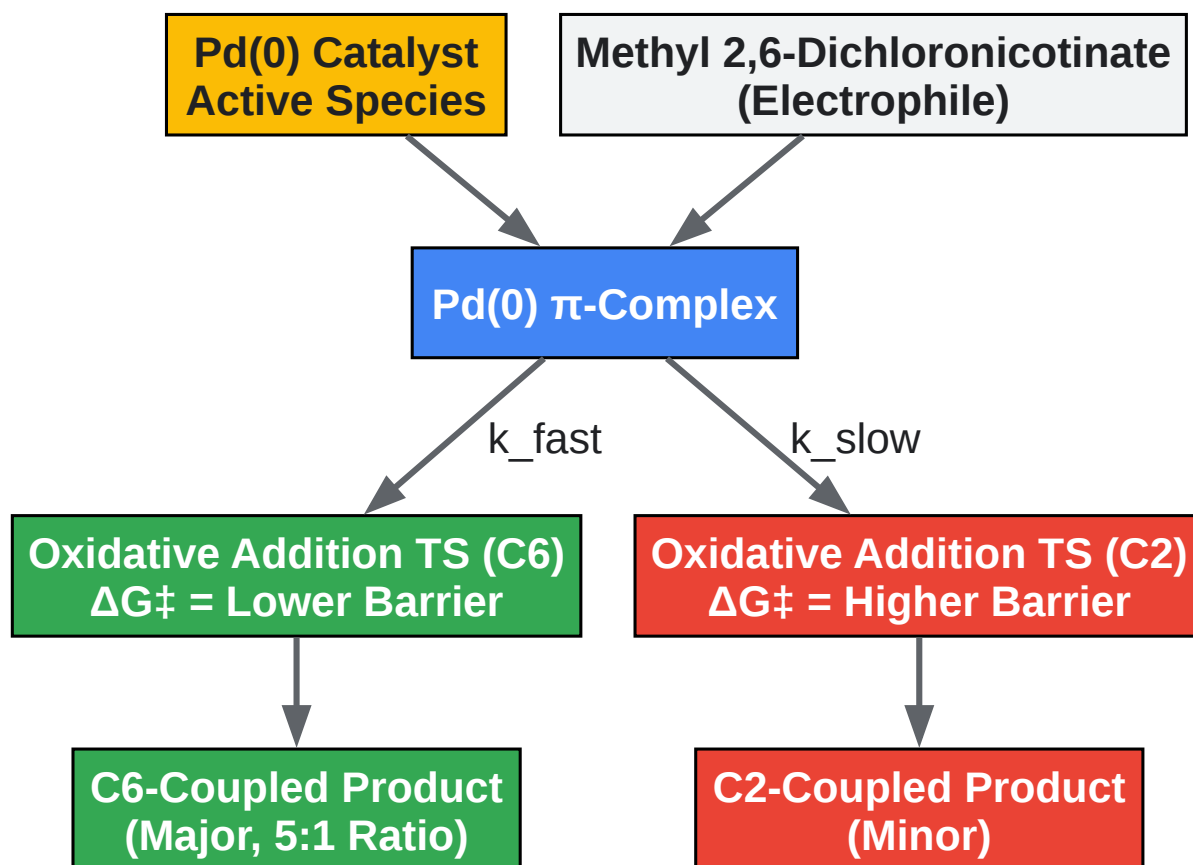 Pd(0) Catalyst
Active Species
Methyl 2,6-Dichloronicotinate
(Electrophile)
Pd(0) π-Complex
k_fast
k_slow
Oxidative Addition TS (C6)
ΔG‡ = Lower Barrier
Oxidative Addition TS (C2)
ΔG‡ = Higher Barrier
C6-Coupled Product
(Major, 5:1 Ratio)
C2-Coupled Product
(Minor)